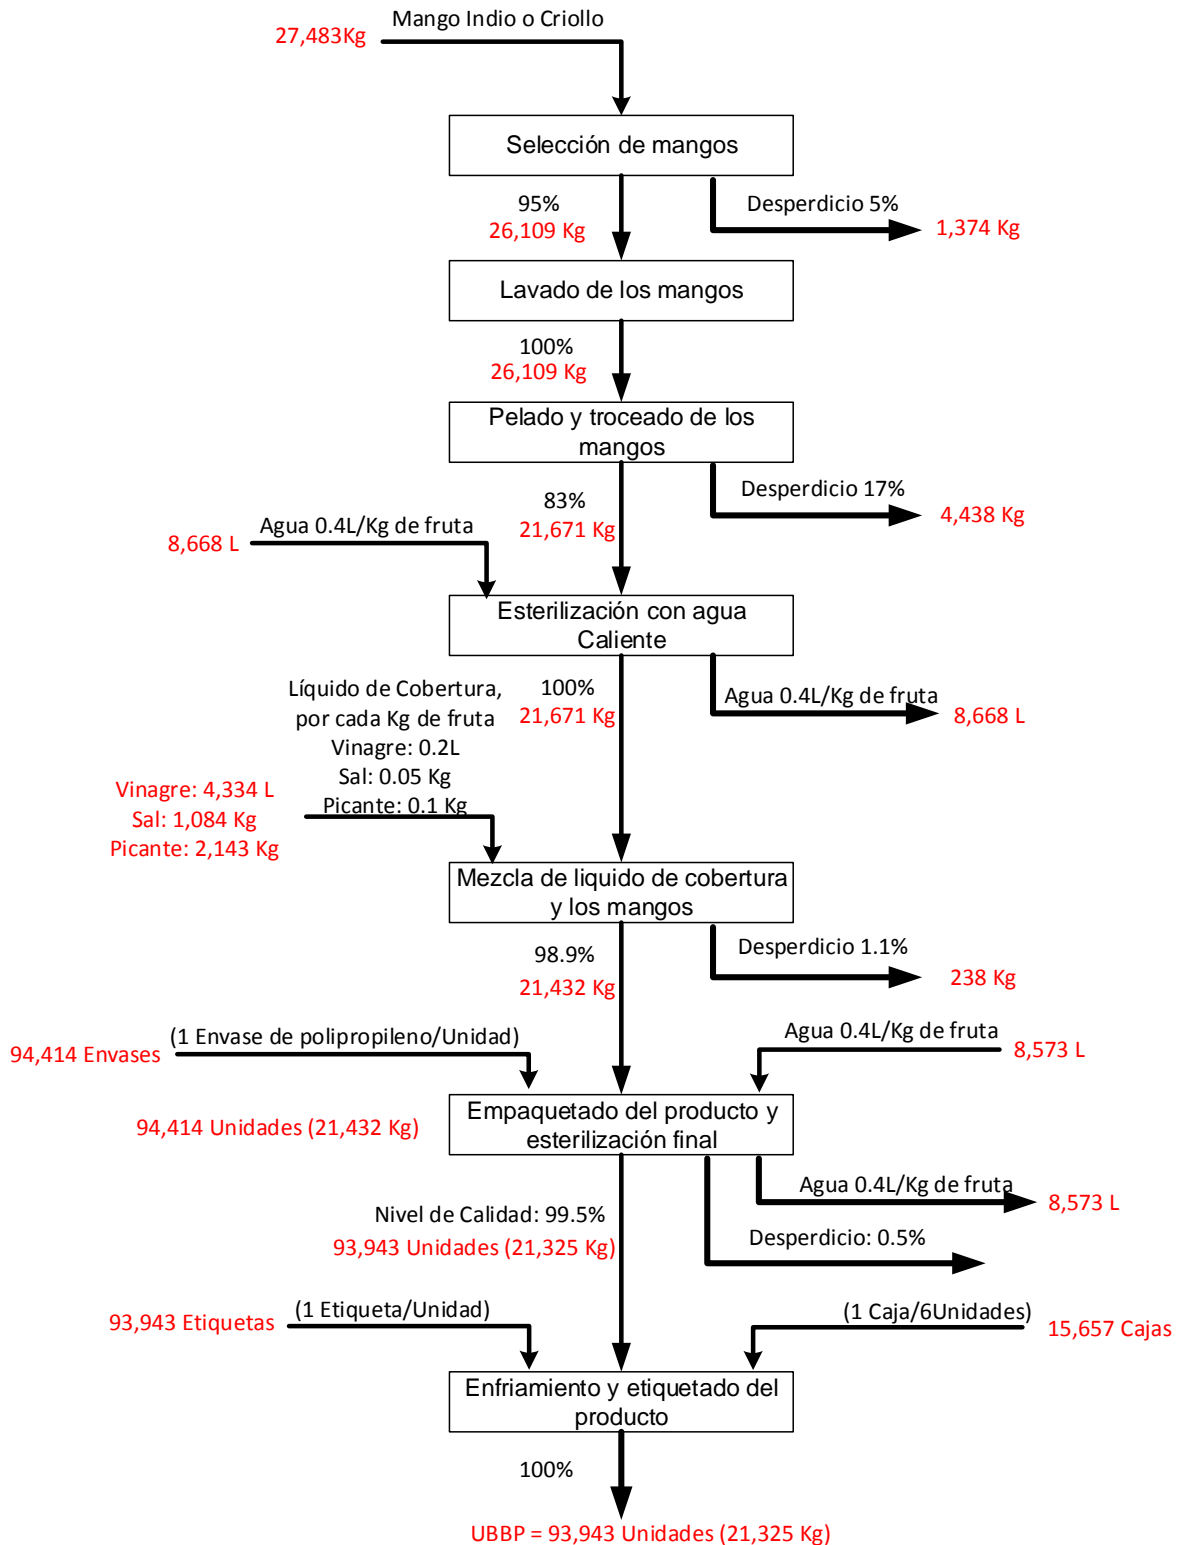 Mango Indio o Criollo
27,483Kg
Selección de mangos
95%
26,109 Kg
Desperdicio 5%
1,374 Kg
Lavado de los mangos
100%
26,109 Kg
Pelado y troceado de los
mangos
83%
21,671 Kg
Desperdicio 17%
4,438 Kg
Agua 0.4L/Kg de fruta
8,668 L
Esterilización con agua
Caliente
100%
21,671 Kg
Agua 0.4L/Kg de fruta
8,668 L
Líquido de Cobertura,
por cada Kg de fruta
Vinagre: 0.2L
Sal: 0.05 Kg
Picante: 0.1 Kg
Vinagre: 4,334 L
Sal: 1,084 Kg
Picante: 2,143 Kg
Mezcla de liquido de cobertura
y los mangos
98.9%
21,432 Kg
Desperdicio 1.1%
238 Kg
(1 Envase de polipropileno/Unidad)
94,414 Envases
Agua 0.4L/Kg de fruta
8,573 L
94,414 Unidades (21,432 Kg)
Empaquetado del producto y
esterilización final
Nivel de Calidad: 99.5%
93,943 Unidades (21,325 Kg)
Agua 0.4L/Kg de fruta
8,573 L
Desperdicio: 0.5%
(1 Etiqueta/Unidad)
93,943 Etiquetas
(1 Caja/6Unidades)
15,657 Cajas
Enfriamiento y etiquetado del
producto
100%
UBBP = 93,943 Unidades (21,325 Kg)